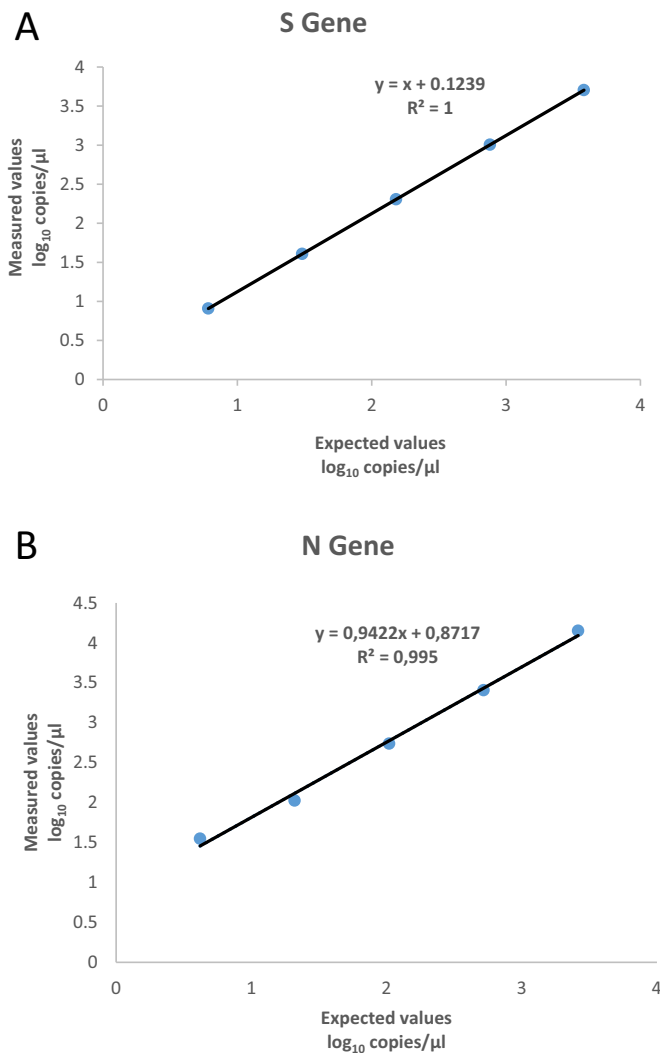 A
S Gene
y = x + 0.1239
R² = 1
Measured values
log₁₀ copies/µl
4
3.5
3
2.5
2
1.5
1
0.5
0
0 1 2 3 4
Expected values
log₁₀ copies/µl
B
N Gene
y = 0,9422x + 0,8717
R² = 0,995
Measured values
log₁₀ copies/µl
4.5
4
3.5
3
2.5
2
1.5
1
0.5
0
0 1 2 3 4
Expected values
log₁₀ copies/µl